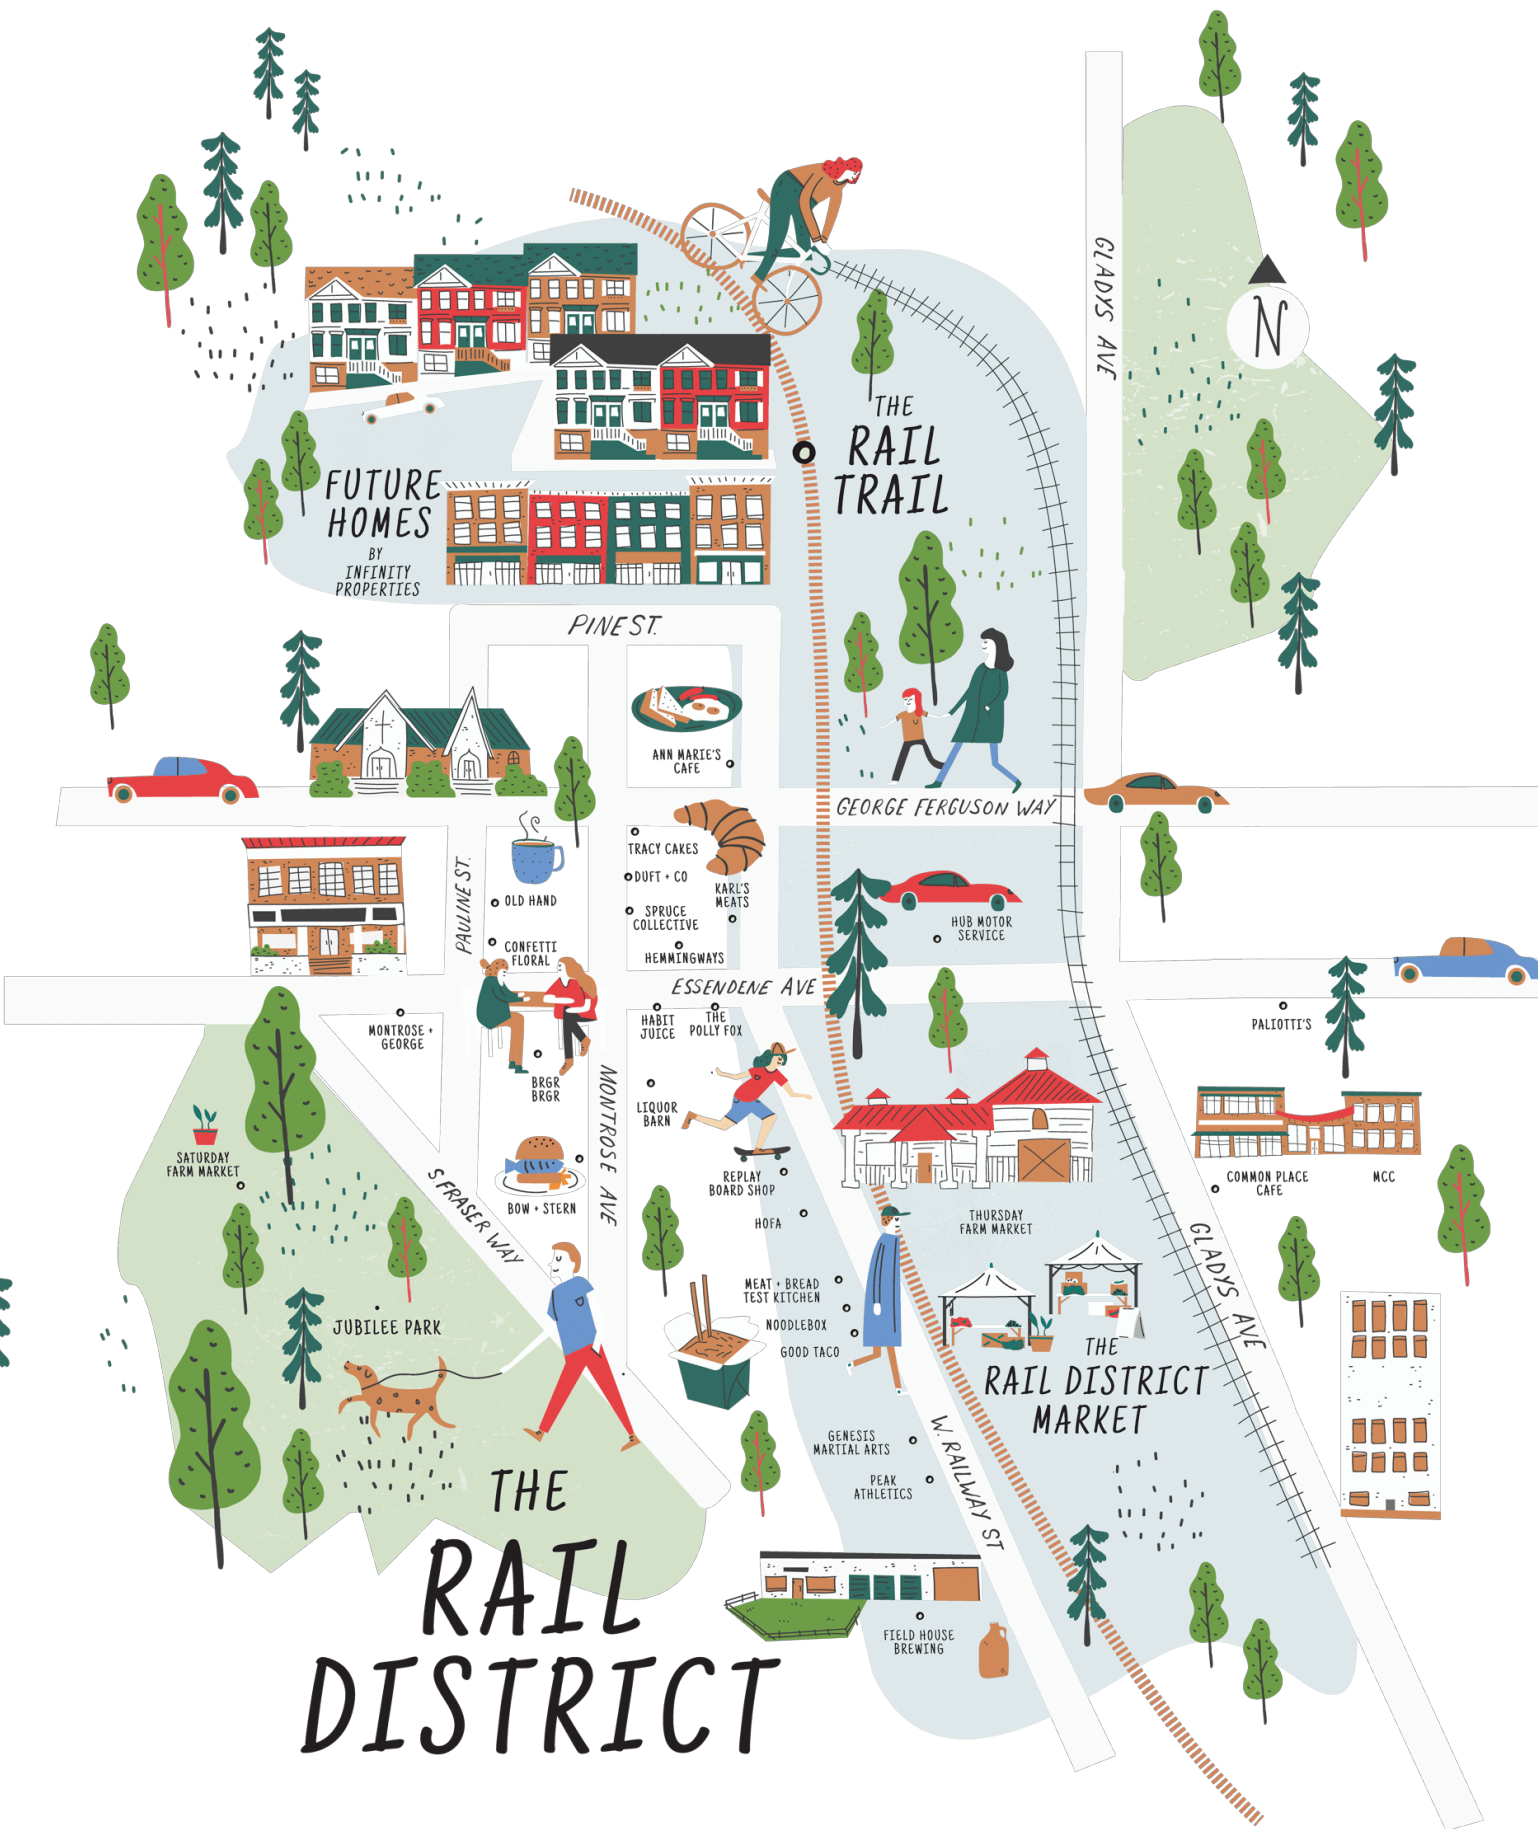 GLADYS AVE
N
THE
RAIL
TRAIL
FUTURE
HOMES
BY
INFINITY
PROPERTIES
PINE ST.
ANN MARIE'S
CAFE
GEORGE FERGUSON WAY
TRACY CAKES
DUFT + CO
KARL'S
MEATS
SPRUCE
COLLECTIVE
HEMMINGWAYS
PAULINE ST.
OLD HAND
CONFETTI
FLORAL
HUB MOTOR
SERVICE
ESSENDENE AVE
MONTROSE +
GEORGE
HABIT
JUICE
THE
POLLY FOX
PALIOTTI'S
BRGR
BRGR
LIQUOR
BARN
MONTROSE AVE
SATURDAY
FARM MARKET
S.FRASER WAY
BOW + STERN
REPLAY
BOARD SHOP
HOFA
THURSDAY
FARM MARKET
COMMON PLACE
CAFE
MCC
GLADYS AVE
MEAT + BREAD
TEST KITCHEN
NOODLEBOX
GOOD TACO
JUBILEE PARK
THE
RAIL DISTRICT
MARKET
GENESIS
MARTIAL ARTS
PEAK
ATHLETICS
W. RAILWAY ST
FIELD HOUSE
BREWING
THE
RAIL
DISTRICT